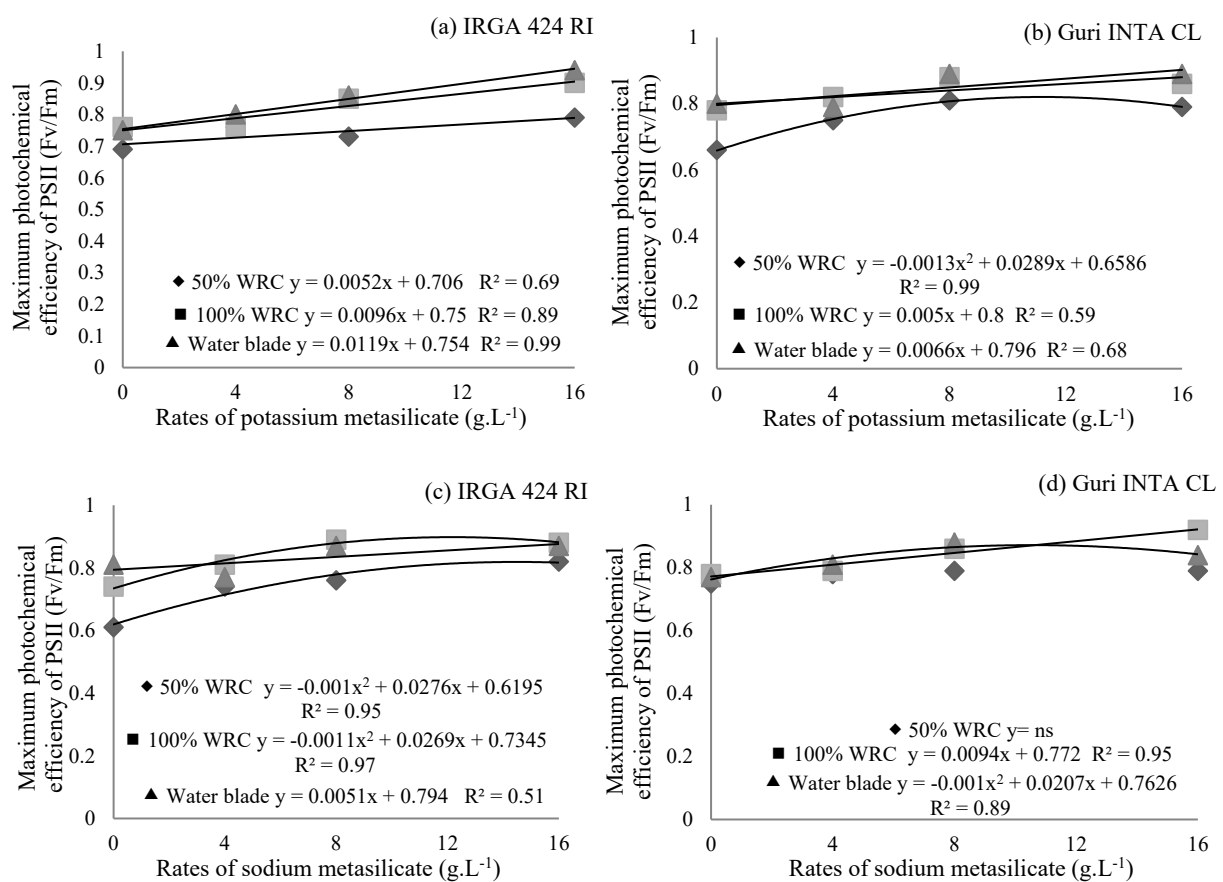 (a) IRGA 424 RI
Maximum photochemical
efficiency of PSII (Fv/Fm)
1
0.9
0.8
0.7
0.6
0.5
0.4
0.3
0.2
0.1
0
50% WRC y = 0.0052x + 0.706 R² = 0.69
100% WRC y = 0.0096x + 0.75 R² = 0.89
Water blade y = 0.0119x + 0.754 R² = 0.99
0 4 8 12 16
Rates of potassium metasilicate (g.L⁻¹)
(b) Guri INTA CL
Maximum photochemical
efficiency of PSII (Fv/Fm)
1
0.8
0.6
0.4
0.2
0
50% WRC y = -0.0013x² + 0.0289x + 0.6586
R² = 0.99
100% WRC y = 0.005x + 0.8 R² = 0.59
Water blade y = 0.0066x + 0.796 R² = 0.68
0 4 8 12 16
Rates of potassium metasilicate (g.L⁻¹)
(c) IRGA 424 RI
Maximum photochemical
efficiency of PSII (Fv/Fm)
1
0.8
0.6
0.4
0.2
0
50% WRC y = -0.001x² + 0.0276x + 0.6195
R² = 0.95
100% WRC y = -0.0011x² + 0.0269x + 0.7345
R² = 0.97
Water blade y = 0.0051x + 0.794 R² = 0.51
0 4 8 12 16
Rates of sodium metasilicate (g.L⁻¹)
(d) Guri INTA CL
Maximum photochemical
efficiency of PSII (Fv/Fm)
1
0.8
0.6
0.4
0.2
0
50% WRC y= ns
100% WRC y = 0.0094x + 0.772 R² = 0.95
Water blade y = -0.001x² + 0.0207x + 0.7626
R² = 0.89
0 4 8 12 16
Rates of sodium metasilicate (g.L⁻¹)